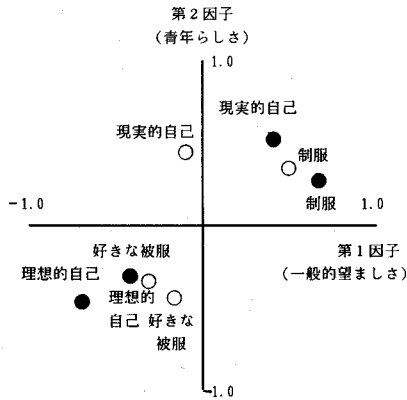 第2因子
（青年らしさ）
1.0
現実的自己
現実的自己
制服
制服
-1.0
1.0
好きな被服
第1因子
（一般的望ましさ）
理想的自己
理想的
自己
好きな
被服
-1.0